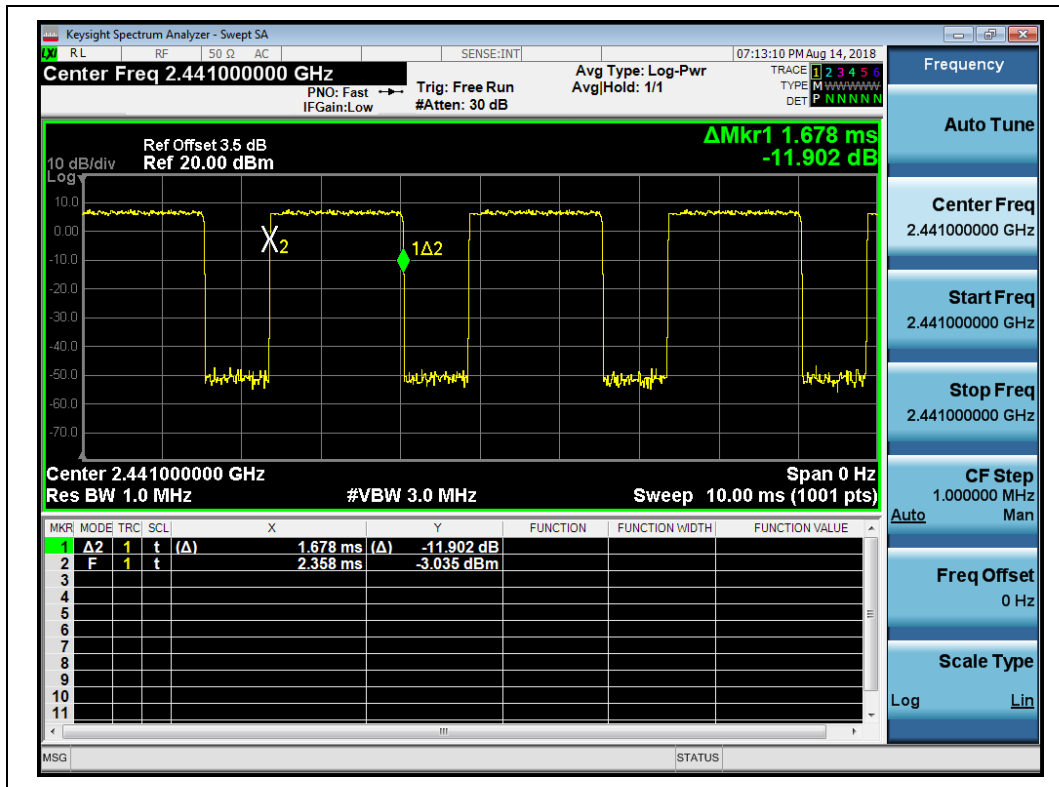 Keysight Spectrum Analyzer - Swept SA
LXI RL RF 50 Ω AC SENSE:INT 07:13:10 PM Aug 14, 2018
Center Freq 2.441000000 GHz
PNO: Fast
IFGain:Low
Trig: Free Run
#Atten: 30 dB
Avg Type: Log-Pwr
Avg|Hold: 1/1
TRACE 1 2 3 4 5 6
TYPE M WWWWW
DET P N N N N N
ΔMkr1 1.678 ms
-11.902 dB
Ref Offset 3.5 dB
10 dB/div Ref 20.00 dBm
Log
10.0
0.00
-10.0
-20.0
-30.0
-40.0
-50.0
-60.0
-70.0
X2
1Δ2
Center 2.441000000 GHz Span 0 Hz
Res BW 1.0 MHz #VBW 3.0 MHz Sweep 10.00 ms (1001 pts)
MKR MODE TRC SCL X Y FUNCTION FUNCTION WIDTH FUNCTION VALUE
1 Δ2 1 t (Δ) 1.678 ms (Δ) -11.902 dB
2 F 1 t 2.358 ms -3.035 dBm
3
4
5
6
7
8
9
10
11
MSG STATUS
Frequency
Auto Tune
Center Freq
2.441000000 GHz
Start Freq
2.441000000 GHz
Stop Freq
2.441000000 GHz
CF Step
1.000000 MHz
Auto Man
Freq Offset
0 Hz
Scale Type
Log Lin